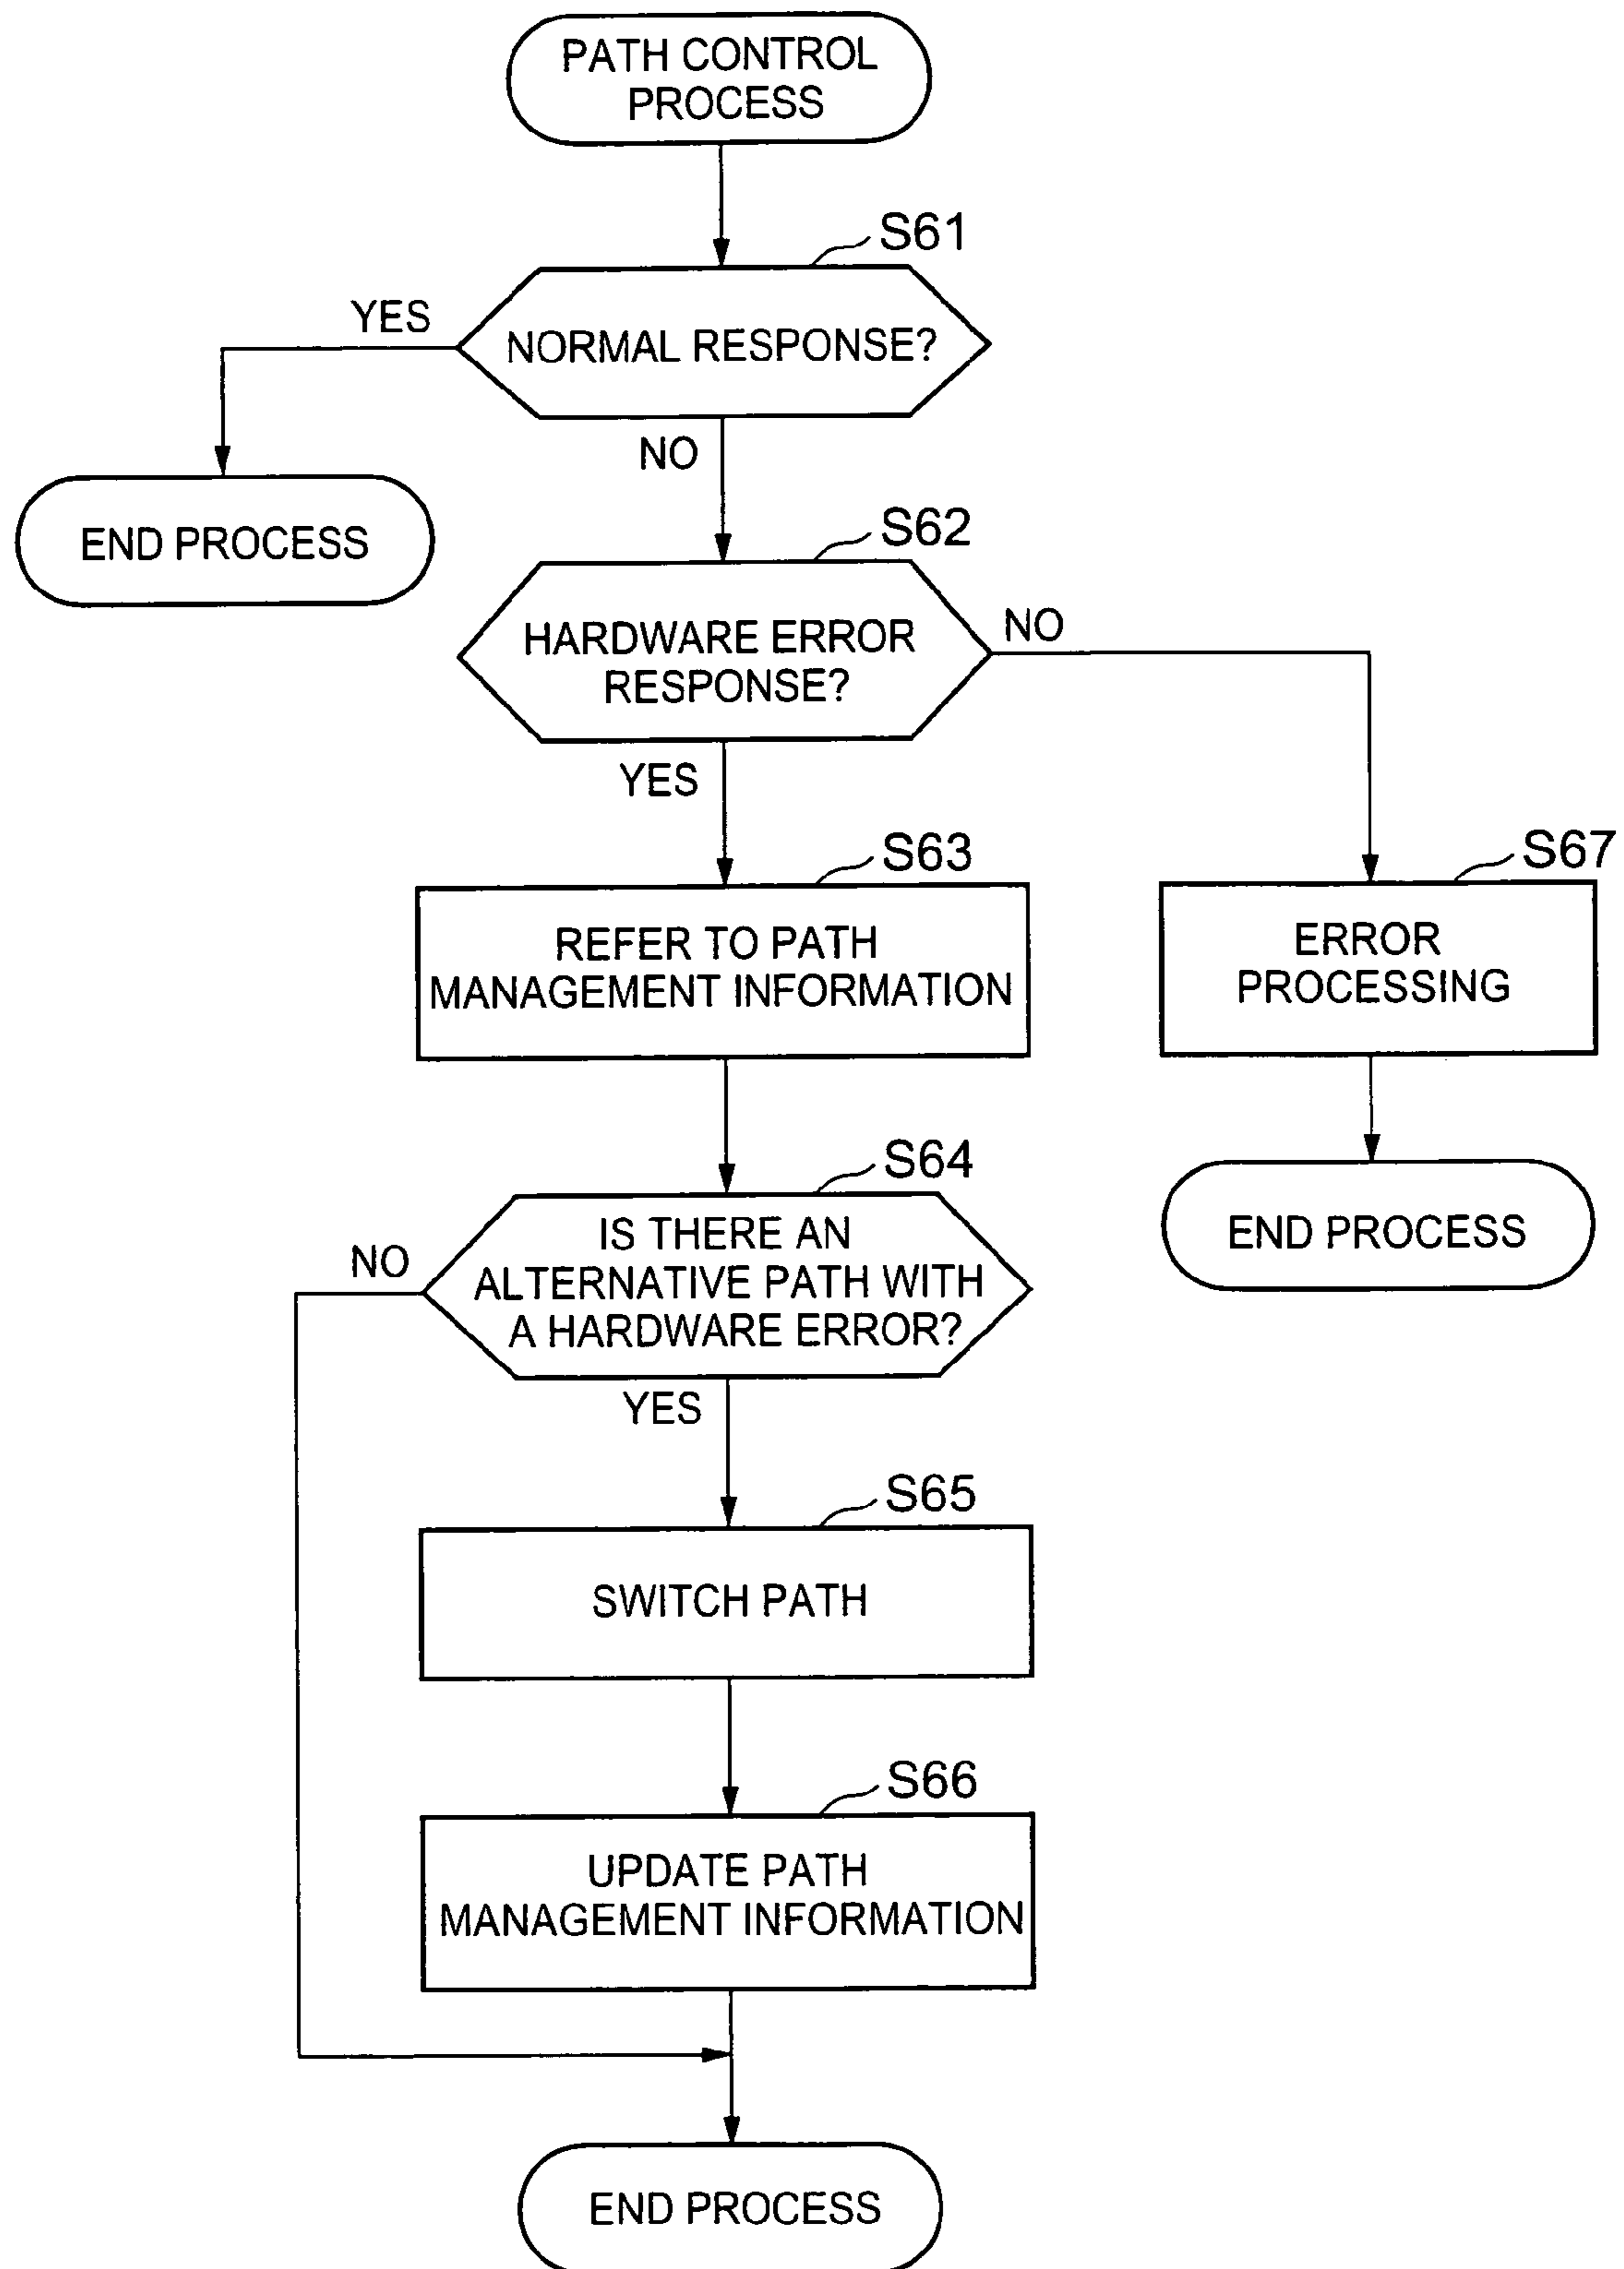 PATH CONTROL
PROCESS
S61
YES
NORMAL RESPONSE?
NO
END PROCESS
S62
HARDWARE ERROR
RESPONSE?
NO
YES
S63
REFER TO PATH
MANAGEMENT INFORMATION
S67
ERROR
PROCESSING
END PROCESS
S64
NO
IS THERE AN
ALTERNATIVE PATH WITH
A HARDWARE ERROR?
YES
S65
SWITCH PATH
S66
UPDATE PATH
MANAGEMENT INFORMATION
END PROCESS